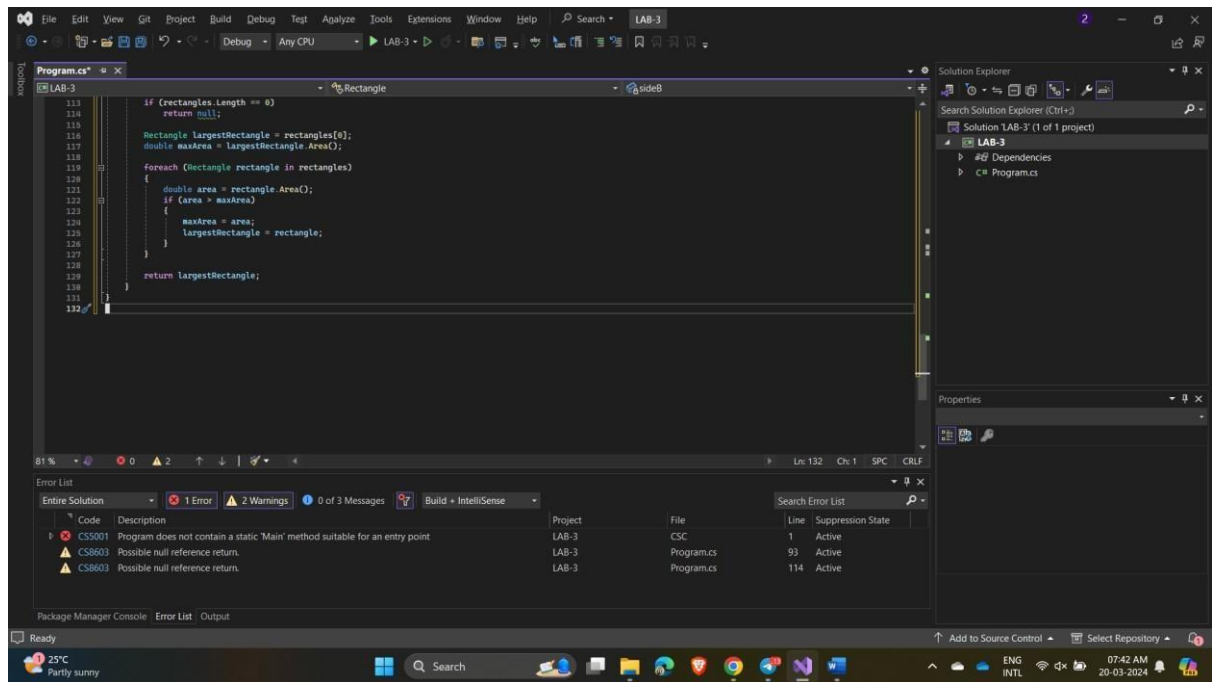 File Edit View Git Project Build Debug Test Analyze Tools Extensions Window Help Search LAB-3 2
Debug Any CPU LAB-3
Toolbox
Program.cs*
LAB-3 Rectangle sideB
113 if (rectangles.Length == 0)
114 return null;
115
116 Rectangle largestRectangle = rectangles[0];
117 double maxArea = largestRectangle.Area();
118
119 foreach (Rectangle rectangle in rectangles)
120 {
121 double area = rectangle.Area();
122 if (area > maxArea)
123 {
124 maxArea = area;
125 largestRectangle = rectangle;
126 }
127 }
128
129 return largestRectangle;
130 }
131 }
132
81 % 0 2 Ln: 132 Ch: 1 SPC CRLF
Solution Explorer
Search Solution Explorer (Ctrl+;)
Solution 'LAB-3' (1 of 1 project)
LAB-3
Dependencies
C# Program.cs
Properties
Error List
Entire Solution 1 Error 2 Warnings 0 of 3 Messages Build + IntelliSense Search Error List
Code Description Project File Line Suppression State
CS5001 Program does not contain a static 'Main' method suitable for an entry point LAB-3 CSC 1 Active
CS8603 Possible null reference return. LAB-3 Program.cs 93 Active
CS8603 Possible null reference return. LAB-3 Program.cs 114 Active
Package Manager Console Error List Output
Ready Add to Source Control Select Repository 1
1 25°C
Partly sunny
Search
ENG
INTL
07:42 AM
20-03-2024